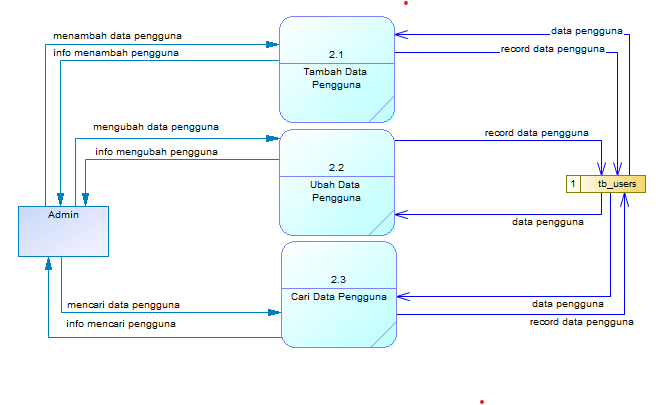 menambah data pengguna
info menambah pengguna
2.1
Tambah Data
Pengguna
data pengguna
record data pengguna
mengubah data pengguna
info mengubah pengguna
2.2
Ubah Data
Pengguna
record data pengguna
data pengguna
1 tb_users
Admin
2.3
Cari Data Pengguna
mencari data pengguna
info mencari pengguna
data pengguna
record data pengguna